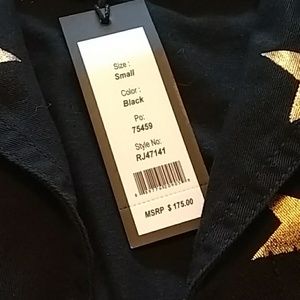 Size :
Small
Color :
Black
Po:
75459
Style No:
RJ47141
MSRP $ 175.00